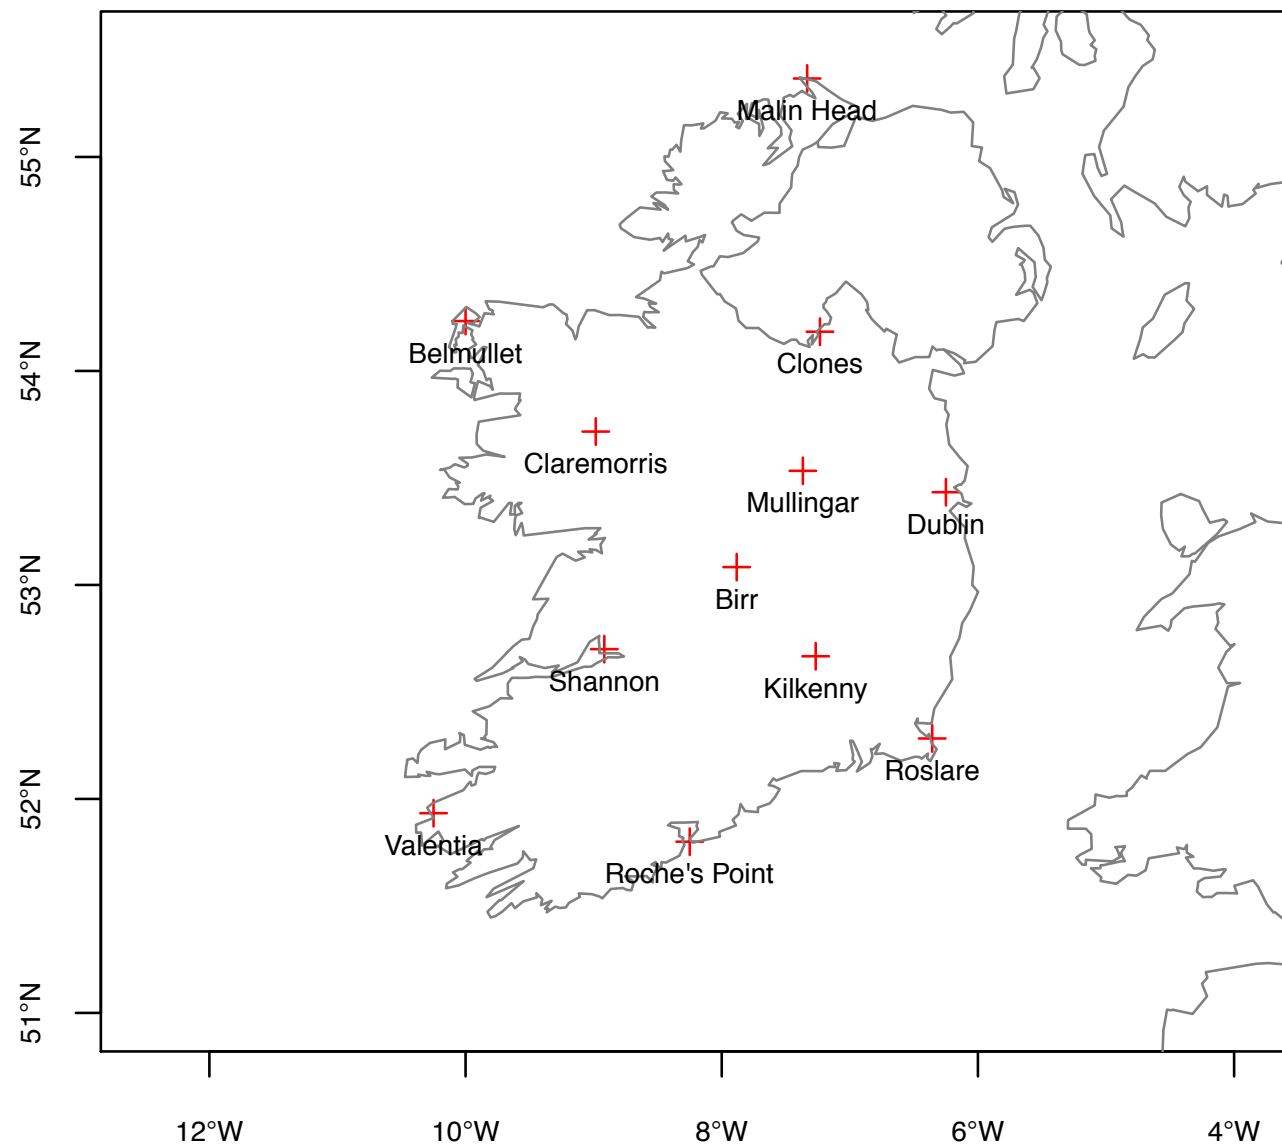 Malin Head
55°N
Belmullet
Clones
54°N
Claremorris
Mullingar
Dublin
53°N
Birr
Shannon
Kilkenny
Roslare
52°N
Valentia
Roche's Point
51°N
12°W 10°W 8°W 6°W 4°W